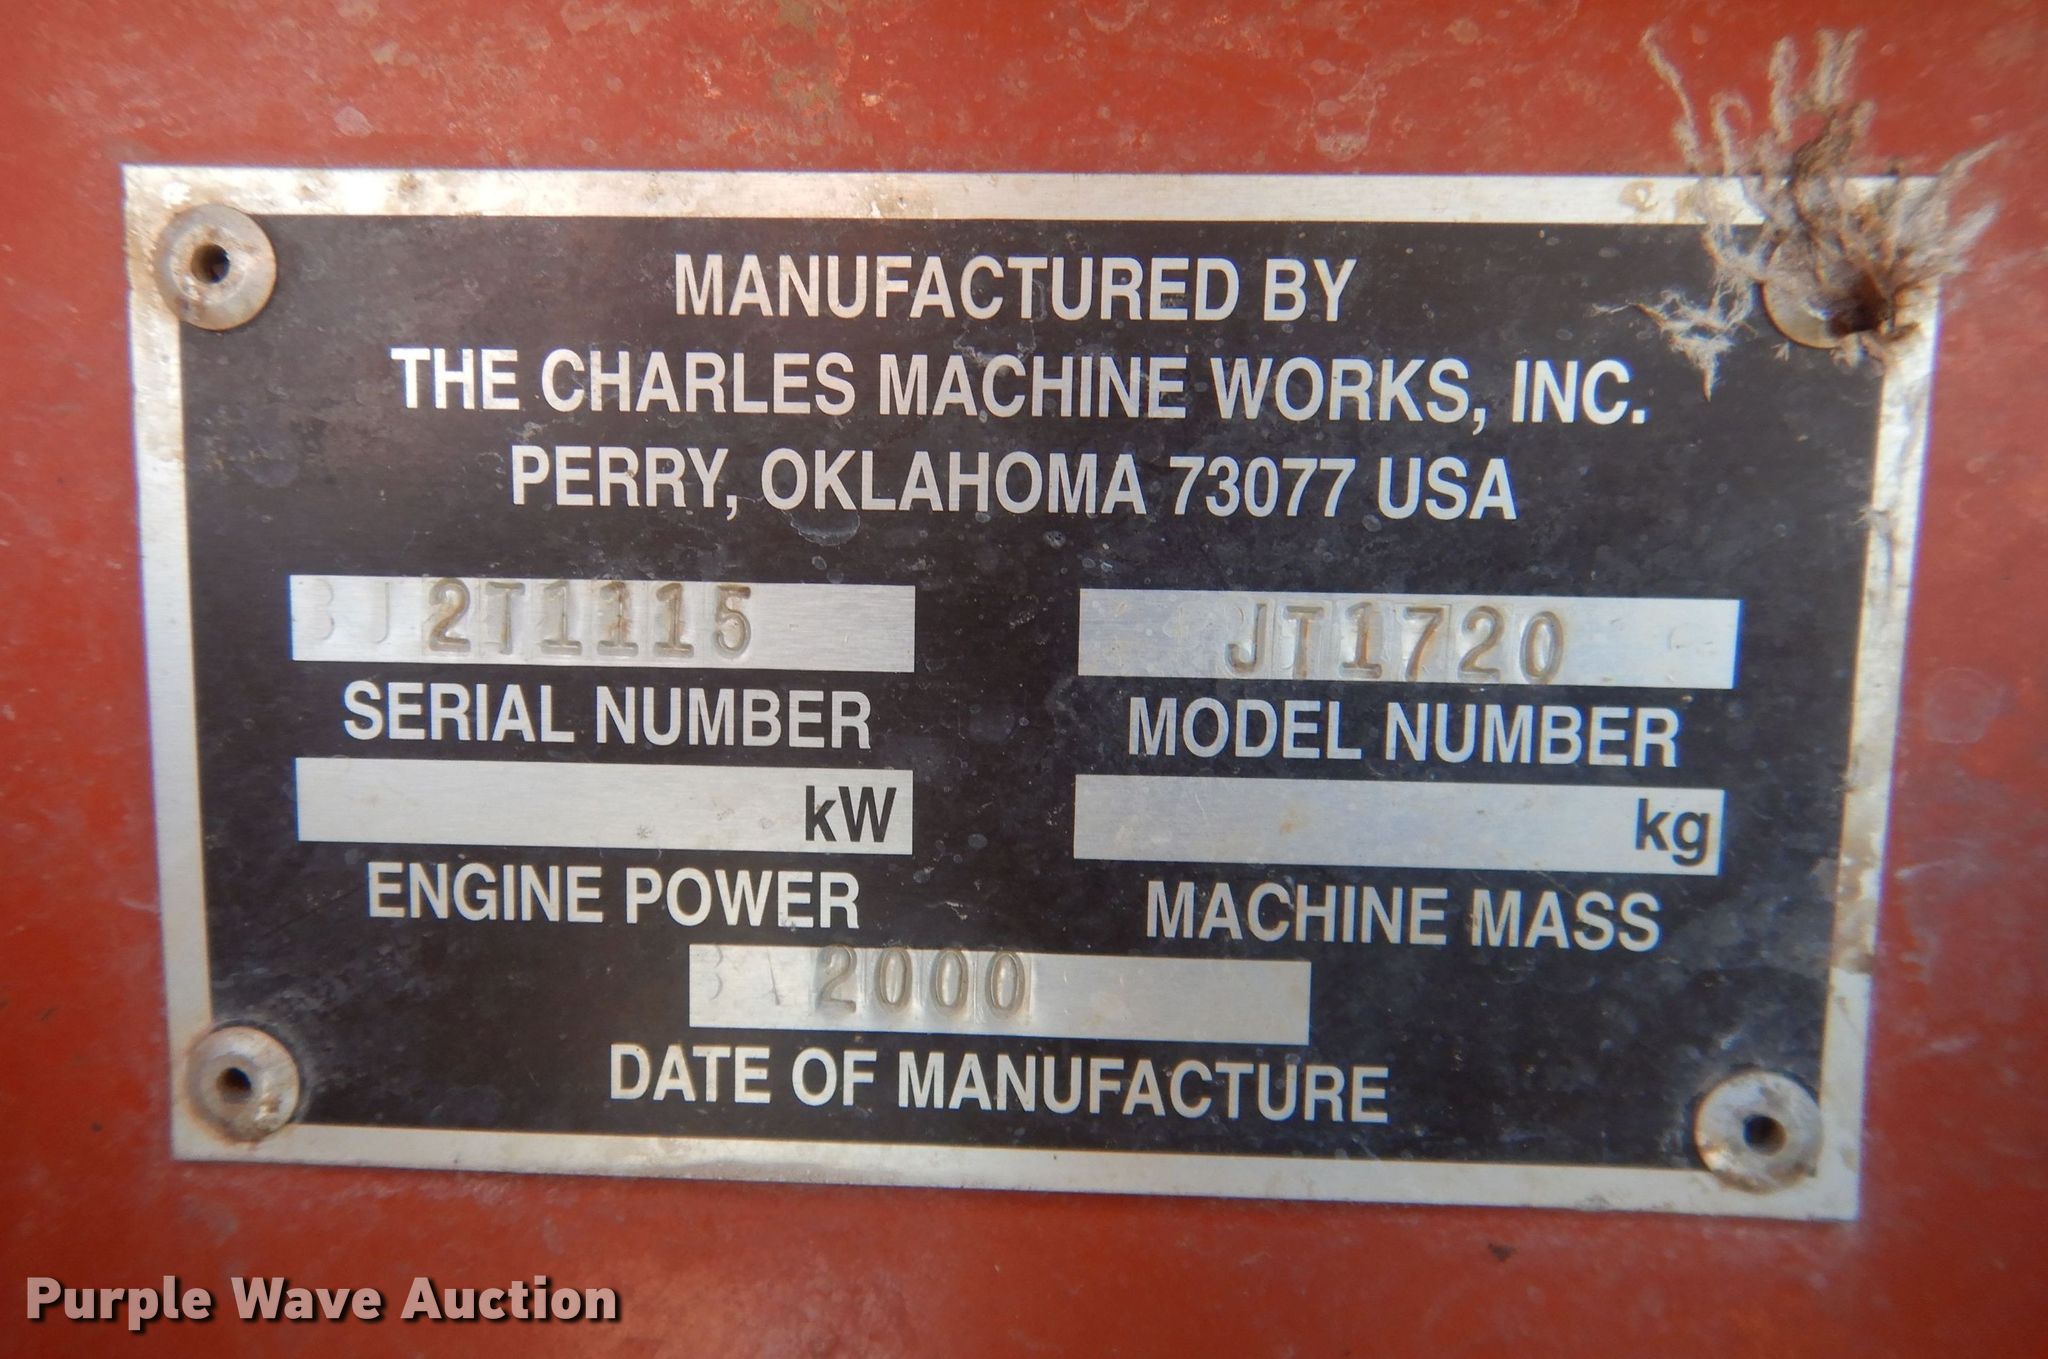 MANUFACTURED BY
THE CHARLES MACHINE WORKS, INC.
PERRY, OKLAHOMA 73077 USA
2T1115 JT1720
SERIAL NUMBER MODEL NUMBER
kW kg
ENGINE POWER MACHINE MASS
2000
DATE OF MANUFACTURE
Purple Wave Auction